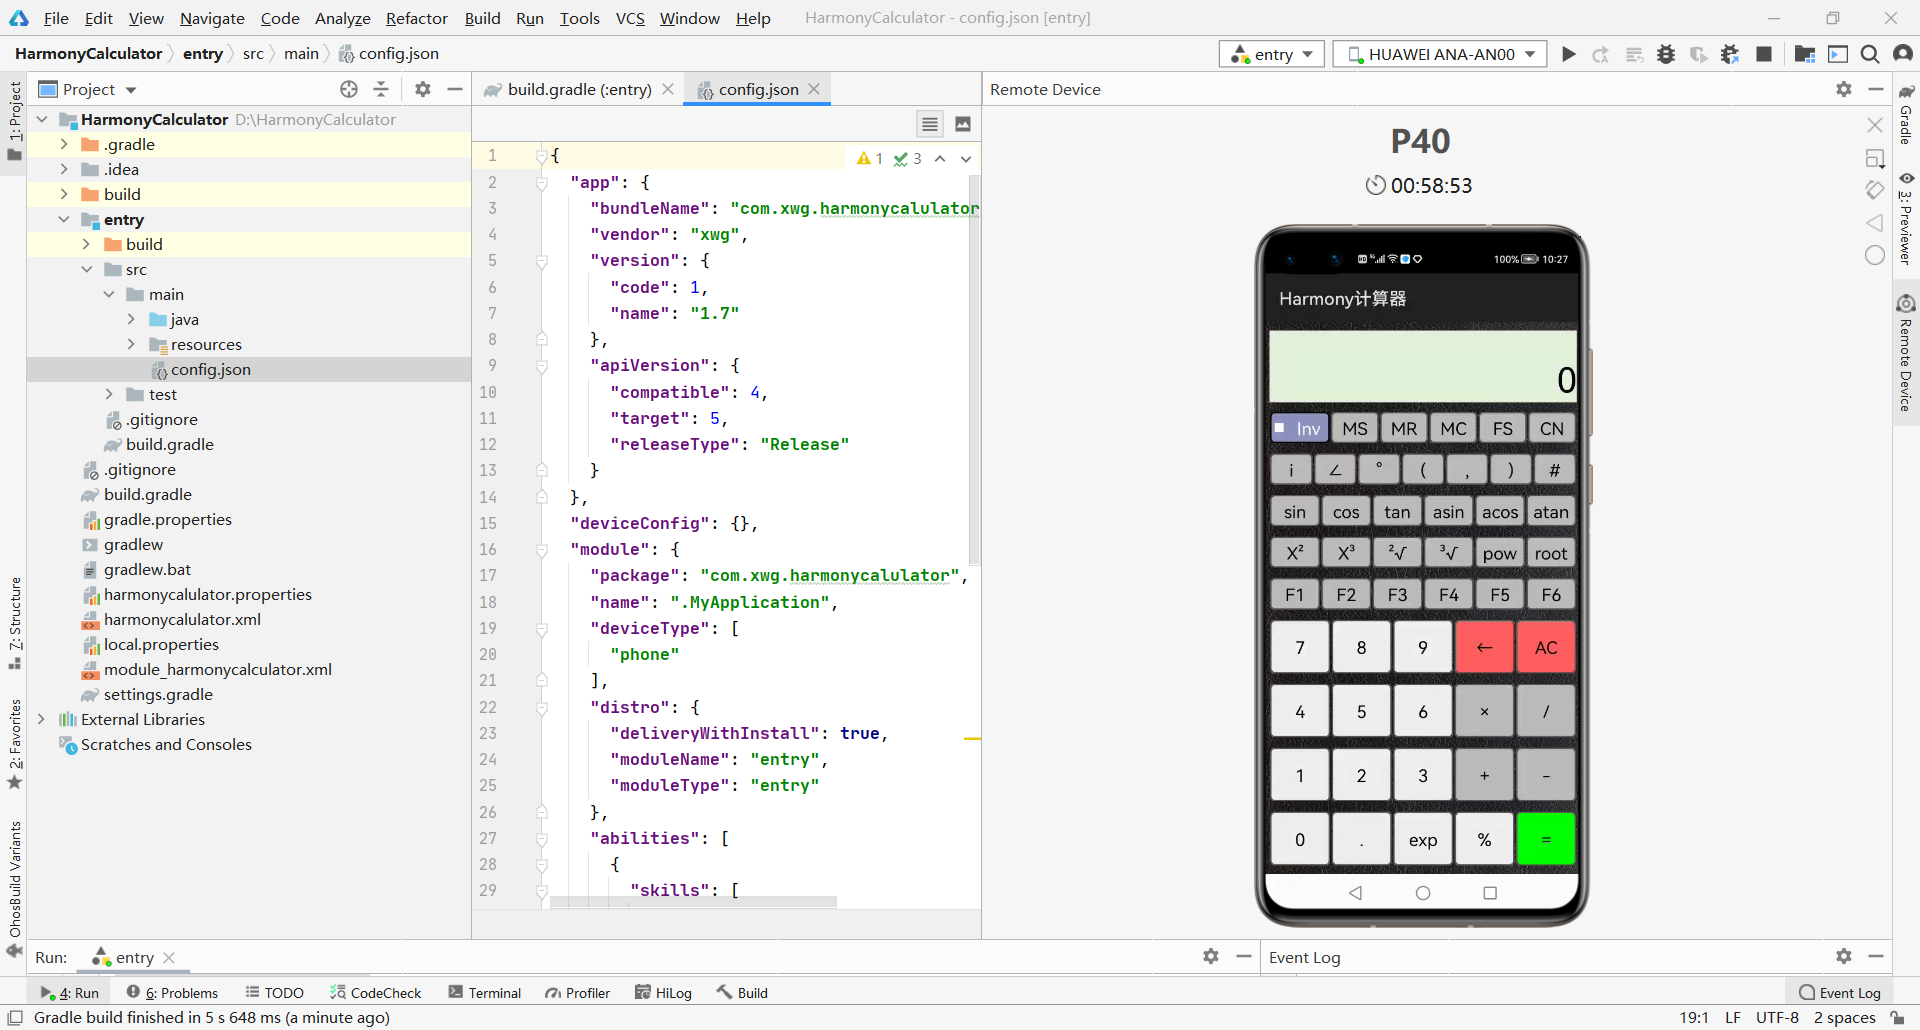 File Edit View Navigate Code Analyze Refactor Build Run Tools VCS Window Help HarmonyCalculator - config.json [entry]
HarmonyCalculator entry src main config.json entry HUAWEI ANA-AN00
1: Project
7: Structure
2: Favorites
OhosBuild Variants
Project
HarmonyCalculator D:\HarmonyCalculator
.gradle
.idea
build
entry
build
src
main
java
resources
config.json
test
.gitignore
build.gradle
.gitignore
build.gradle
gradle.properties
gradlew
gradlew.bat
harmonycalulator.properties
harmonycalulator.xml
local.properties
module_harmonycalculator.xml
settings.gradle
External Libraries
Scratches and Consoles
build.gradle (:entry) config.json
1 3
1 {
2 "app": {
3 "bundleName": "com.xwg.harmonycalulator
4 "vendor": "xwg",
5 "version": {
6 "code": 1,
7 "name": "1.7"
8 },
9 "apiVersion": {
10 "compatible": 4,
11 "target": 5,
12 "releaseType": "Release"
13 }
14 },
15 "deviceConfig": {},
16 "module": {
17 "package": "com.xwg.harmonycalulator",
18 "name": ".MyApplication",
19 "deviceType": [
20 "phone"
21 ],
22 "distro": {
23 "deliveryWithInstall": true,
24 "moduleName": "entry",
25 "moduleType": "entry"
26 },
27 "abilities": [
28 {
29 "skills": [
Remote Device
P40
00:58:53
100% 10:27
Harmony计算器
0
Inv MS MR MC FS CN
i ∠ ° ( , ) #
sin cos tan asin acos atan
X² X³ ²√ ³√ pow root
F1 F2 F3 F4 F5 F6
7 8 9 ← AC
4 5 6 × /
1 2 3 + -
0 . exp % =
Gradle
3: Previewer
Remote Device
Run: entry
Event Log
4: Run 6: Problems TODO CodeCheck Terminal Profiler HiLog Build Event Log
Gradle build finished in 5 s 648 ms (a minute ago) 19:1 LF UTF-8 2 spaces